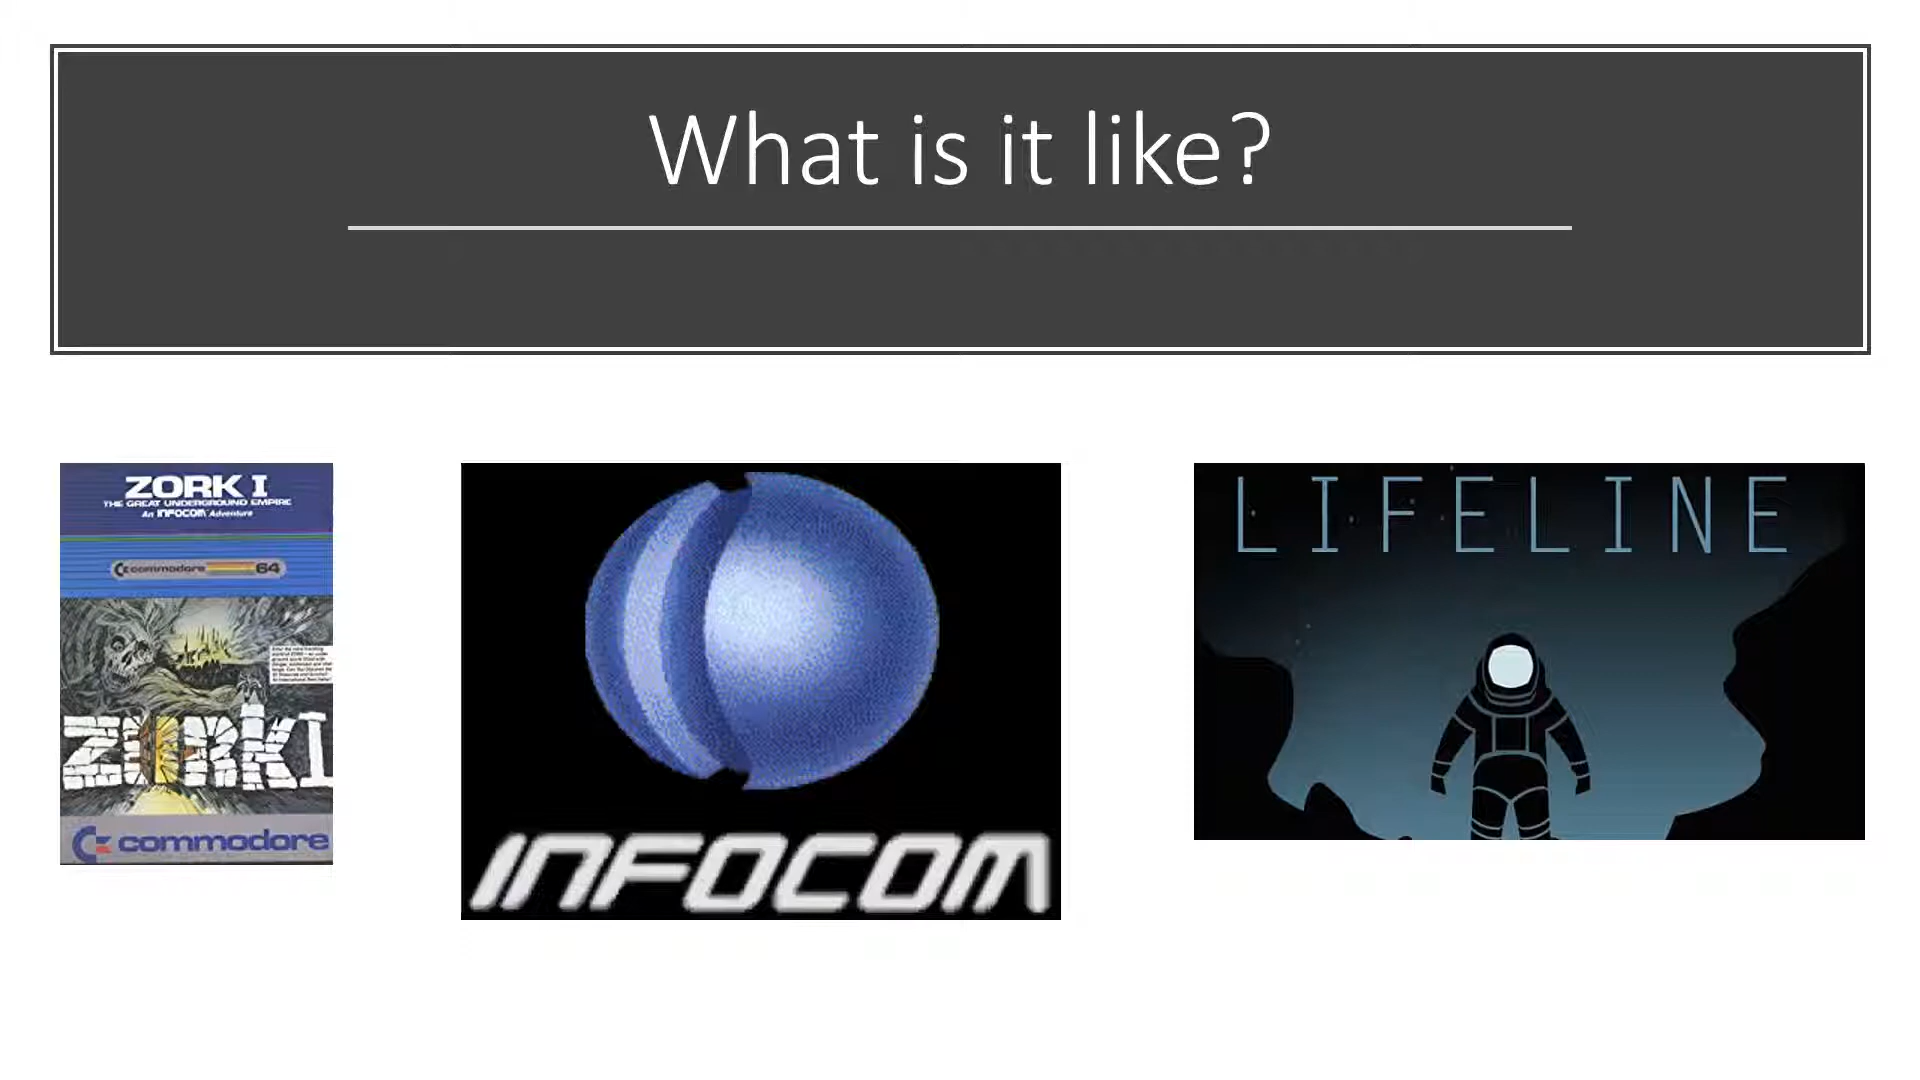 What is it like?
ZORK I
THE GREAT UNDERGROUND EMPIRE
An INFOCOM Adventure
commodore 64
ZORK I
commodore
INFOCOM
LIFELINE